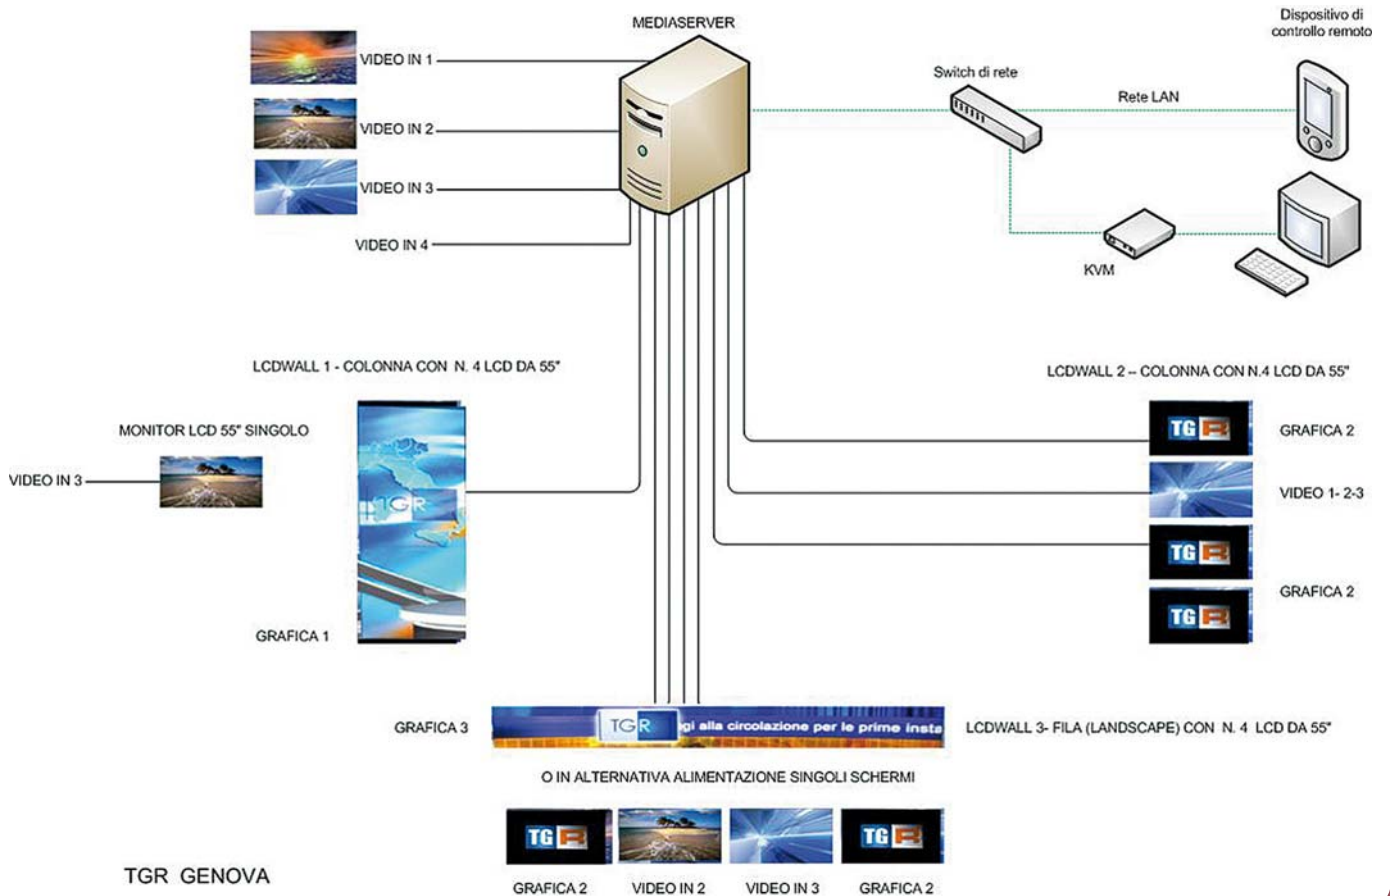 MEDIASERVER
Dispositivo di
controllo remoto
VIDEO IN 1
Switch di rete
Rete LAN
VIDEO IN 2
VIDEO IN 3
VIDEO IN 4
KVM
LCDWALL 1 - COLONNA CON N. 4 LCD DA 55"
LCDWALL 2 – COLONNA CON N.4 LCD DA 55"
MONITOR LCD 55" SINGOLO
TGR
GRAFICA 2
VIDEO IN 3
TGR
VIDEO 1- 2-3
TGR
GRAFICA 2
TGR
GRAFICA 1
GRAFICA 3
TGR gi alla circolazione per le prime insta
LCDWALL 3- FILA (LANDSCAPE) CON N. 4 LCD DA 55"
O IN ALTERNATIVA ALIMENTAZIONE SINGOLI SCHERMI
TGR
TGR
TGR GENOVA
GRAFICA 2
VIDEO IN 2
VIDEO IN 3
GRAFICA 2